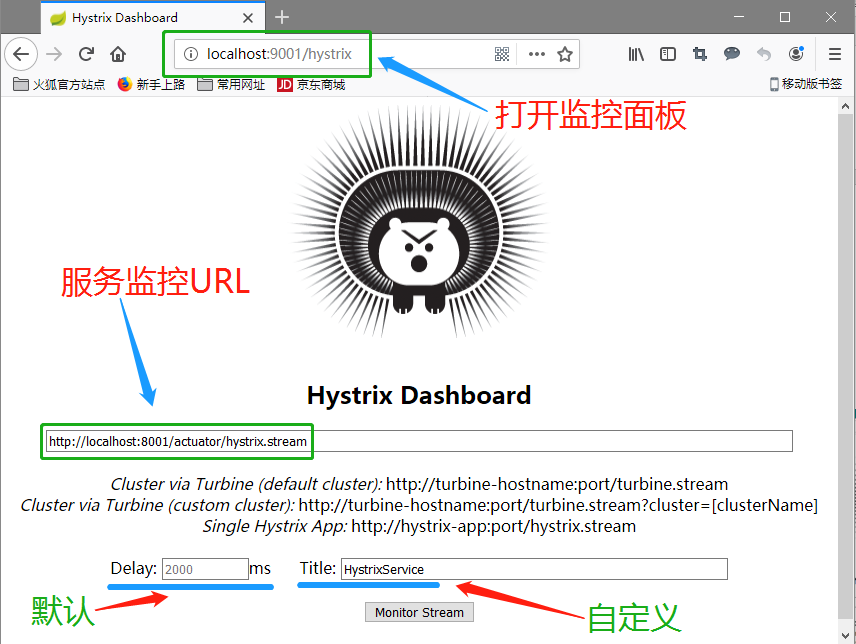 Hystrix Dashboard
localhost:9001/hystrix
火狐官方站点 新手上路 常用网址 JD 京东商城 移动版书签
打开监控面板
服务监控URL
Hystrix Dashboard
http://localhost:8001/actuator/hystrix.stream
Cluster via Turbine (default cluster): http://turbine-hostname:port/turbine.stream
Cluster via Turbine (custom cluster): http://turbine-hostname:port/turbine.stream?cluster=[clusterName]
Single Hystrix App: http://hystrix-app:port/hystrix.stream
Delay: 2000 ms Title: HystrixService
默认
Monitor Stream
自定义